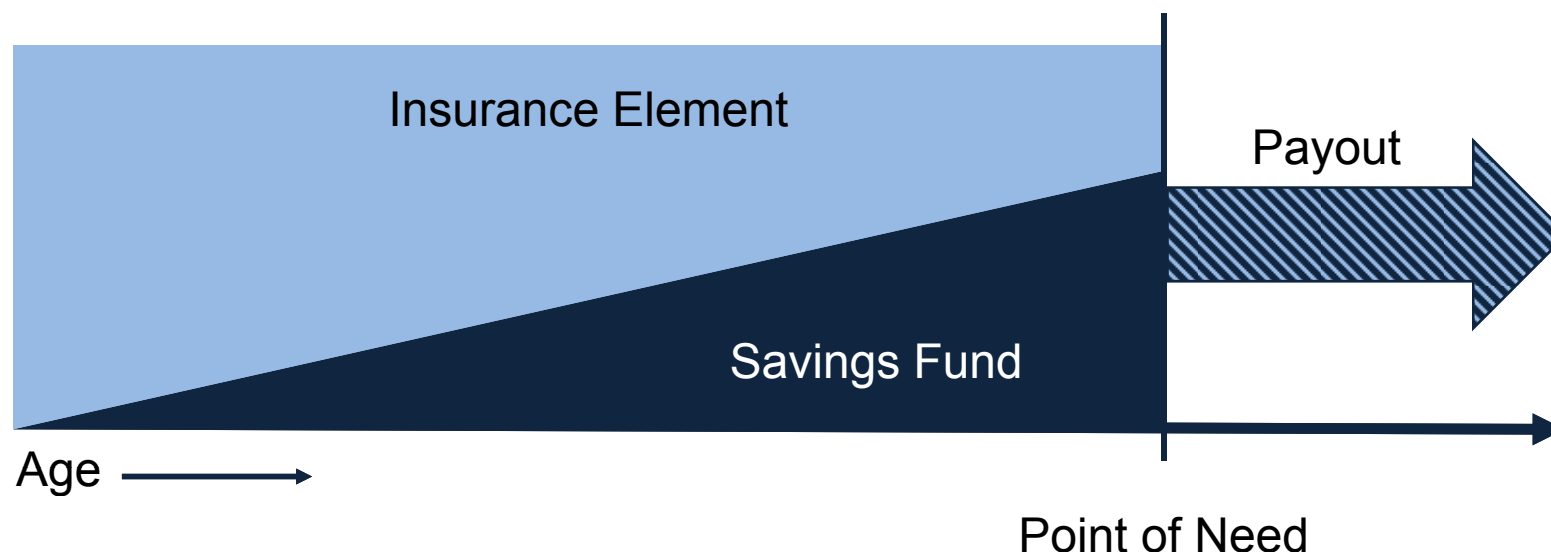 Insurance Element
Payout
Savings Fund
Age
Point of Need